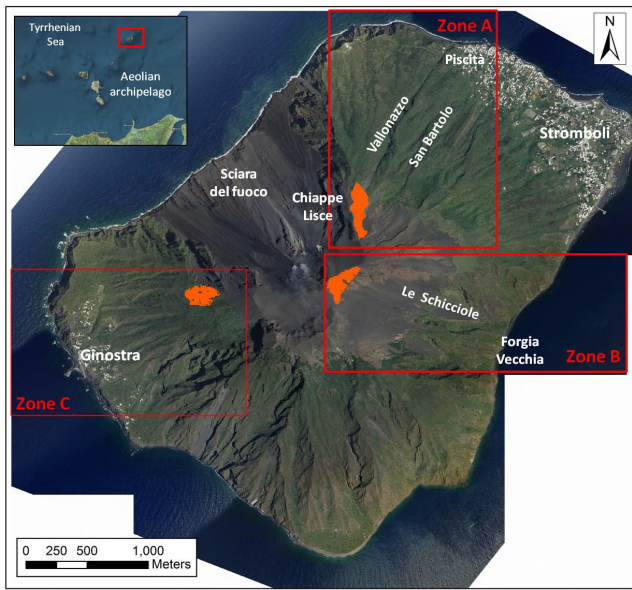 Tyrrhenian
Sea
Aeolian
archipelago
Zone A
N
Piscità
Stromboli
Vallonazzo
San Bartolo
Sciara
del fuoco
Chiappe
Lisce
Le Schicciole
Forgia
Vecchia
Zone B
Ginostra
Zone C
0 250 500 1,000
Meters